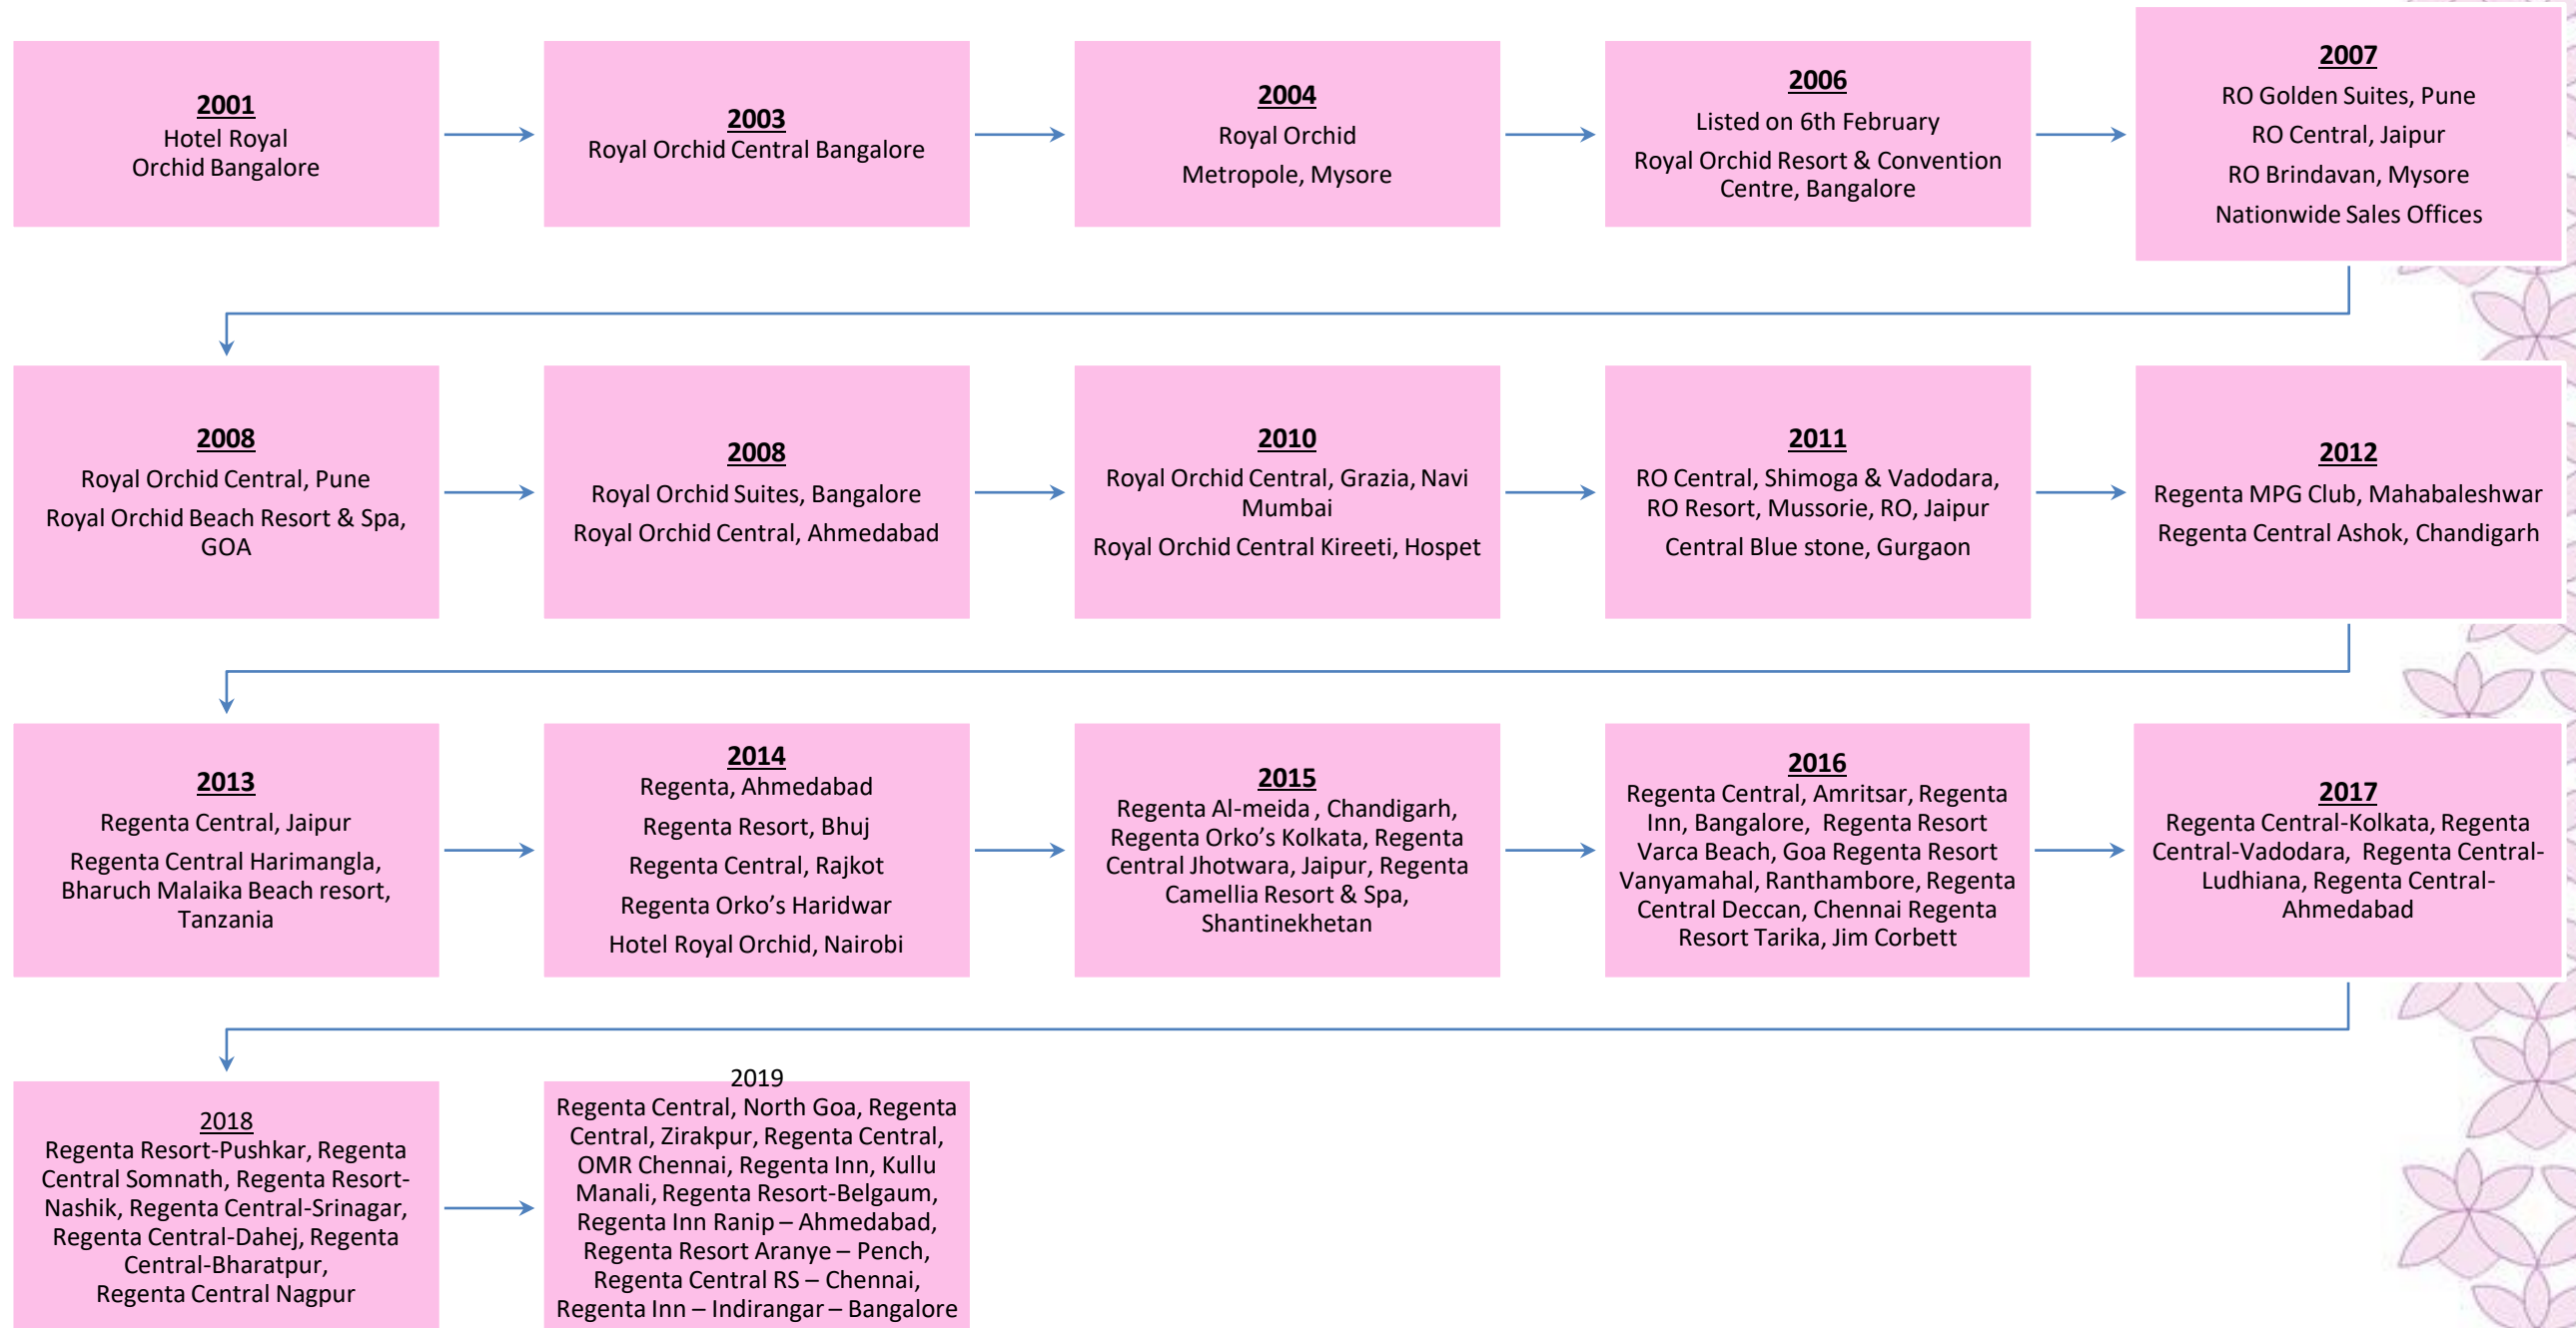 2001
Hotel Royal
Orchid Bangalore
2003
Royal Orchid Central Bangalore
2004
Royal Orchid
Metropole, Mysore
2006
Listed on 6th February
Royal Orchid Resort & Convention
Centre, Bangalore
2007
RO Golden Suites, Pune
RO Central, Jaipur
RO Brindavan, Mysore
Nationwide Sales Offices
2008
Royal Orchid Central, Pune
Royal Orchid Beach Resort & Spa,
GOA
2008
Royal Orchid Suites, Bangalore
Royal Orchid Central, Ahmedabad
2010
Royal Orchid Central, Grazia, Navi
Mumbai
Royal Orchid Central Kireeti, Hospet
2011
RO Central, Shimoga & Vadodara,
RO Resort, Mussorie, RO, Jaipur
Central Blue stone, Gurgaon
2012
Regenta MPG Club, Mahabaleshwar
Regenta Central Ashok, Chandigarh
2013
Regenta Central, Jaipur
Regenta Central Harimangla,
Bharuch Malaika Beach resort,
Tanzania
2014
Regenta, Ahmedabad
Regenta Resort, Bhuj
Regenta Central, Rajkot
Regenta Orko’s Haridwar
Hotel Royal Orchid, Nairobi
2015
Regenta Al-meida , Chandigarh,
Regenta Orko’s Kolkata, Regenta
Central Jhotwara, Jaipur, Regenta
Camellia Resort & Spa,
Shantinekhetan
2016
Regenta Central, Amritsar, Regenta
Inn, Bangalore, Regenta Resort
Varca Beach, Goa Regenta Resort
Vanyamahal, Ranthambore, Regenta
Central Deccan, Chennai Regenta
Resort Tarika, Jim Corbett
2017
Regenta Central-Kolkata, Regenta
Central-Vadodara, Regenta Central-
Ludhiana, Regenta Central-
Ahmedabad
2018
Regenta Resort-Pushkar, Regenta
Central Somnath, Regenta Resort-
Nashik, Regenta Central-Srinagar,
Regenta Central-Dahej, Regenta
Central-Bharatpur,
Regenta Central Nagpur
2019
Regenta Central, North Goa, Regenta
Central, Zirakpur, Regenta Central,
OMR Chennai, Regenta Inn, Kullu
Manali, Regenta Resort-Belgaum,
Regenta Inn Ranip – Ahmedabad,
Regenta Resort Aranye – Pench,
Regenta Central RS – Chennai,
Regenta Inn – Indirangar – Bangalore